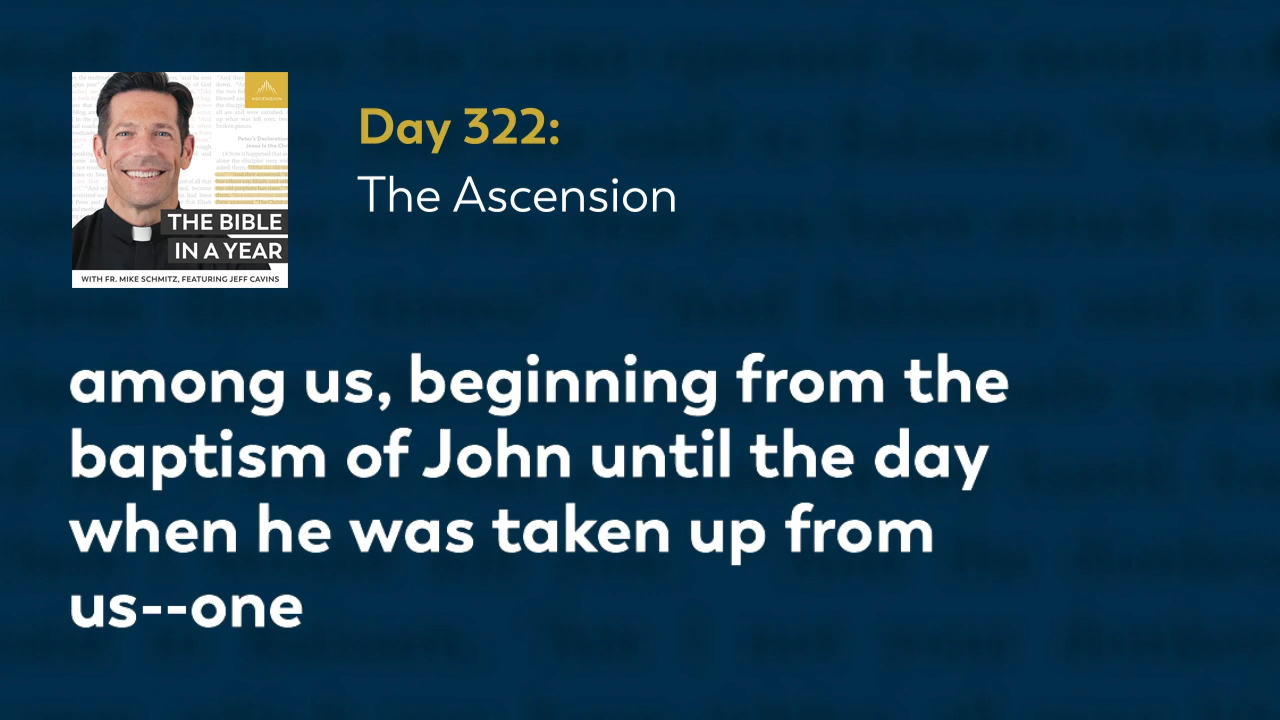 ASCENSION
THE BIBLE
IN A YEAR
WITH FR. MIKE SCHMITZ, FEATURING JEFF CAVINS
Day 322:
The Ascension
among us, beginning from the
baptism of John until the day
when he was taken up from
us--one